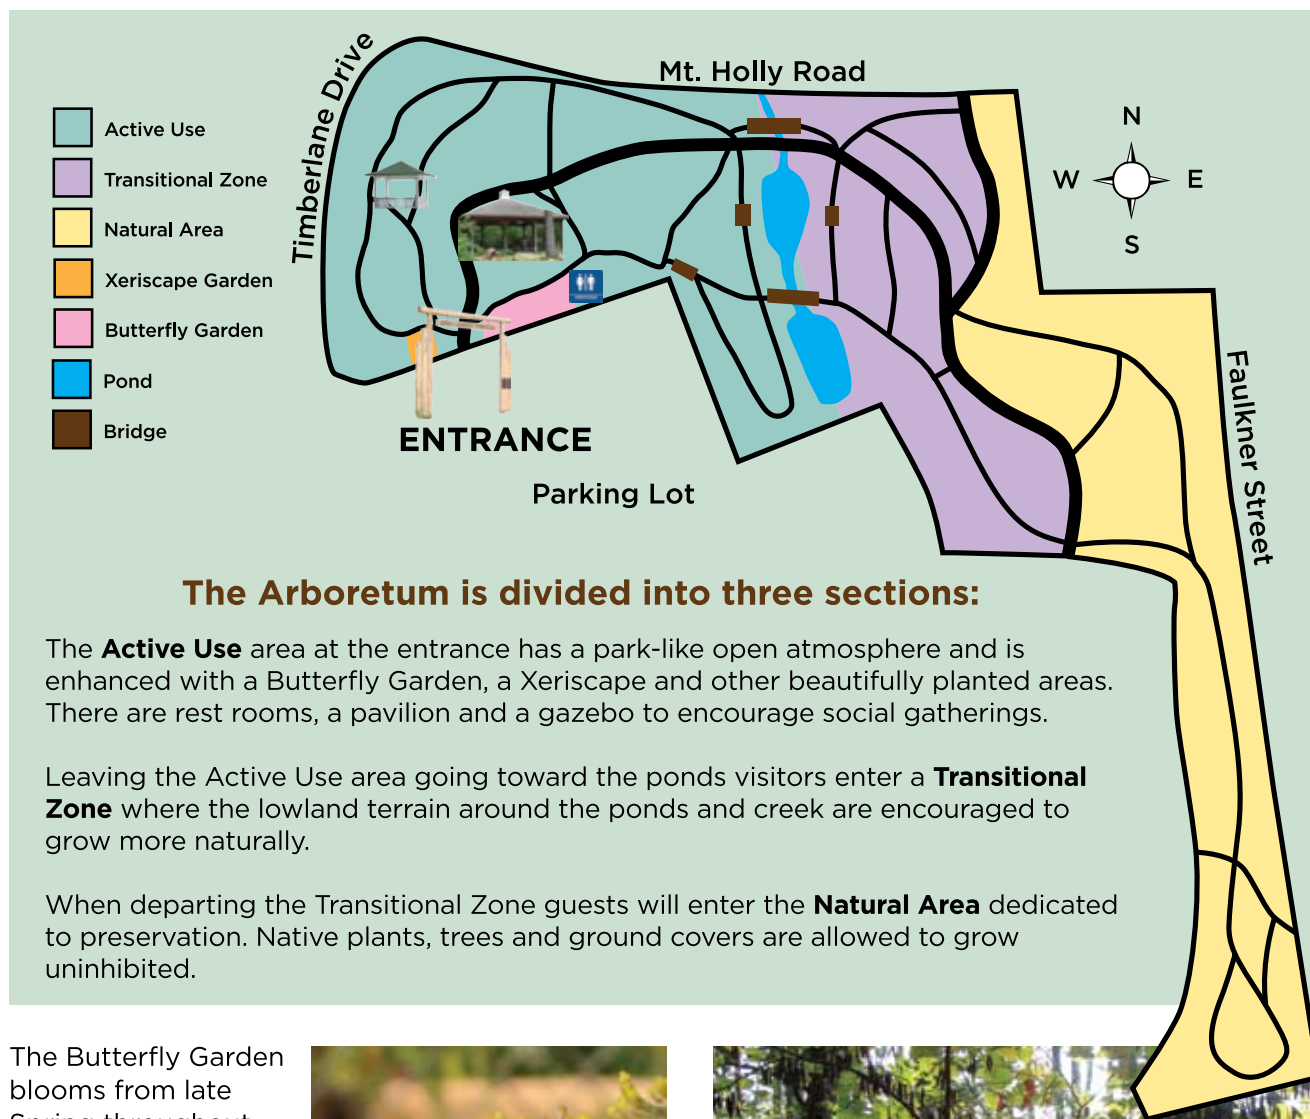 Timberlane Drive
Mt. Holly Road
Active Use
Transitional Zone
Natural Area
Xeriscape Garden
Butterfly Garden
Pond
Bridge
N
W E
S
Faulkner Street
ENTRANCE
Parking Lot
The Arboretum is divided into three sections:
The Active Use area at the entrance has a park-like open atmosphere and is
enhanced with a Butterfly Garden, a Xeriscape and other beautifully planted areas.
There are rest rooms, a pavilion and a gazebo to encourage social gatherings.
Leaving the Active Use area going toward the ponds visitors enter a Transitional
Zone where the lowland terrain around the ponds and creek are encouraged to
grow more naturally.
When departing the Transitional Zone guests will enter the Natural Area dedicated
to preservation. Native plants, trees and ground covers are allowed to grow
uninhibited.
The Butterfly Garden
blooms from late
Spring throughout